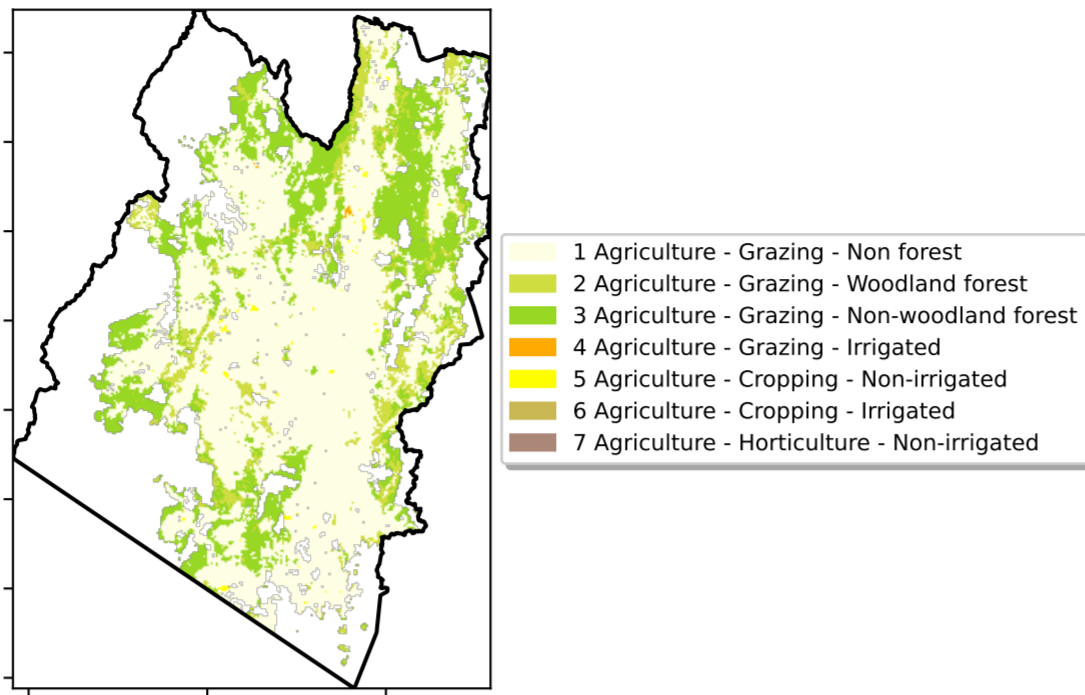 1 Agriculture - Grazing - Non forest
2 Agriculture - Grazing - Woodland forest
3 Agriculture - Grazing - Non-woodland forest
4 Agriculture - Grazing - Irrigated
5 Agriculture - Cropping - Non-irrigated
6 Agriculture - Cropping - Irrigated
7 Agriculture - Horticulture - Non-irrigated